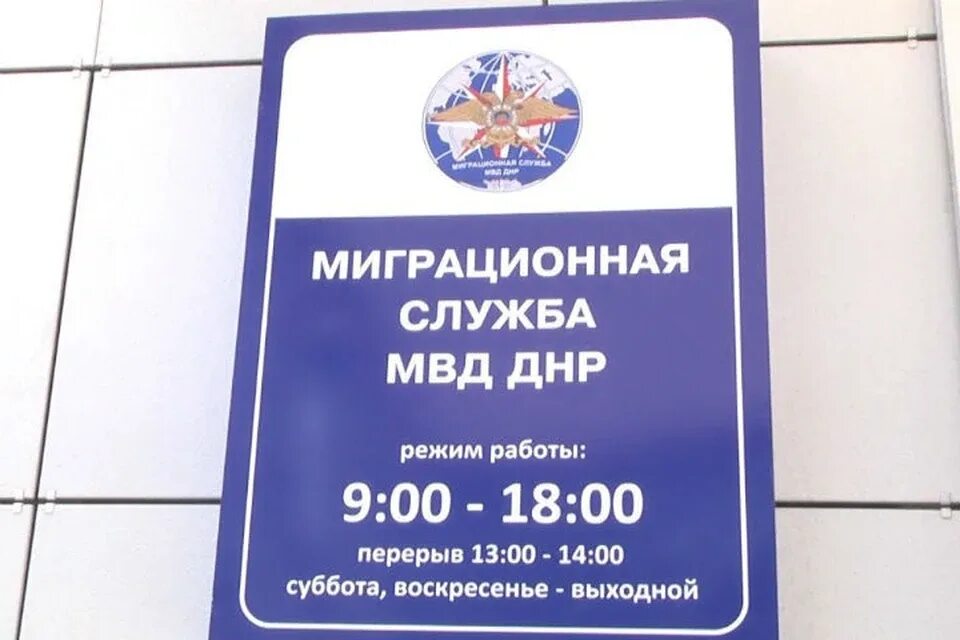 МИГРАЦИОННАЯ СЛУЖБА
МВД ДНР
МИГРАЦИОННАЯ
СЛУЖБА
МВД ДНР
режим работы:
9:00 - 18:00
перерыв 13:00 - 14:00
суббота, воскресенье - выходной